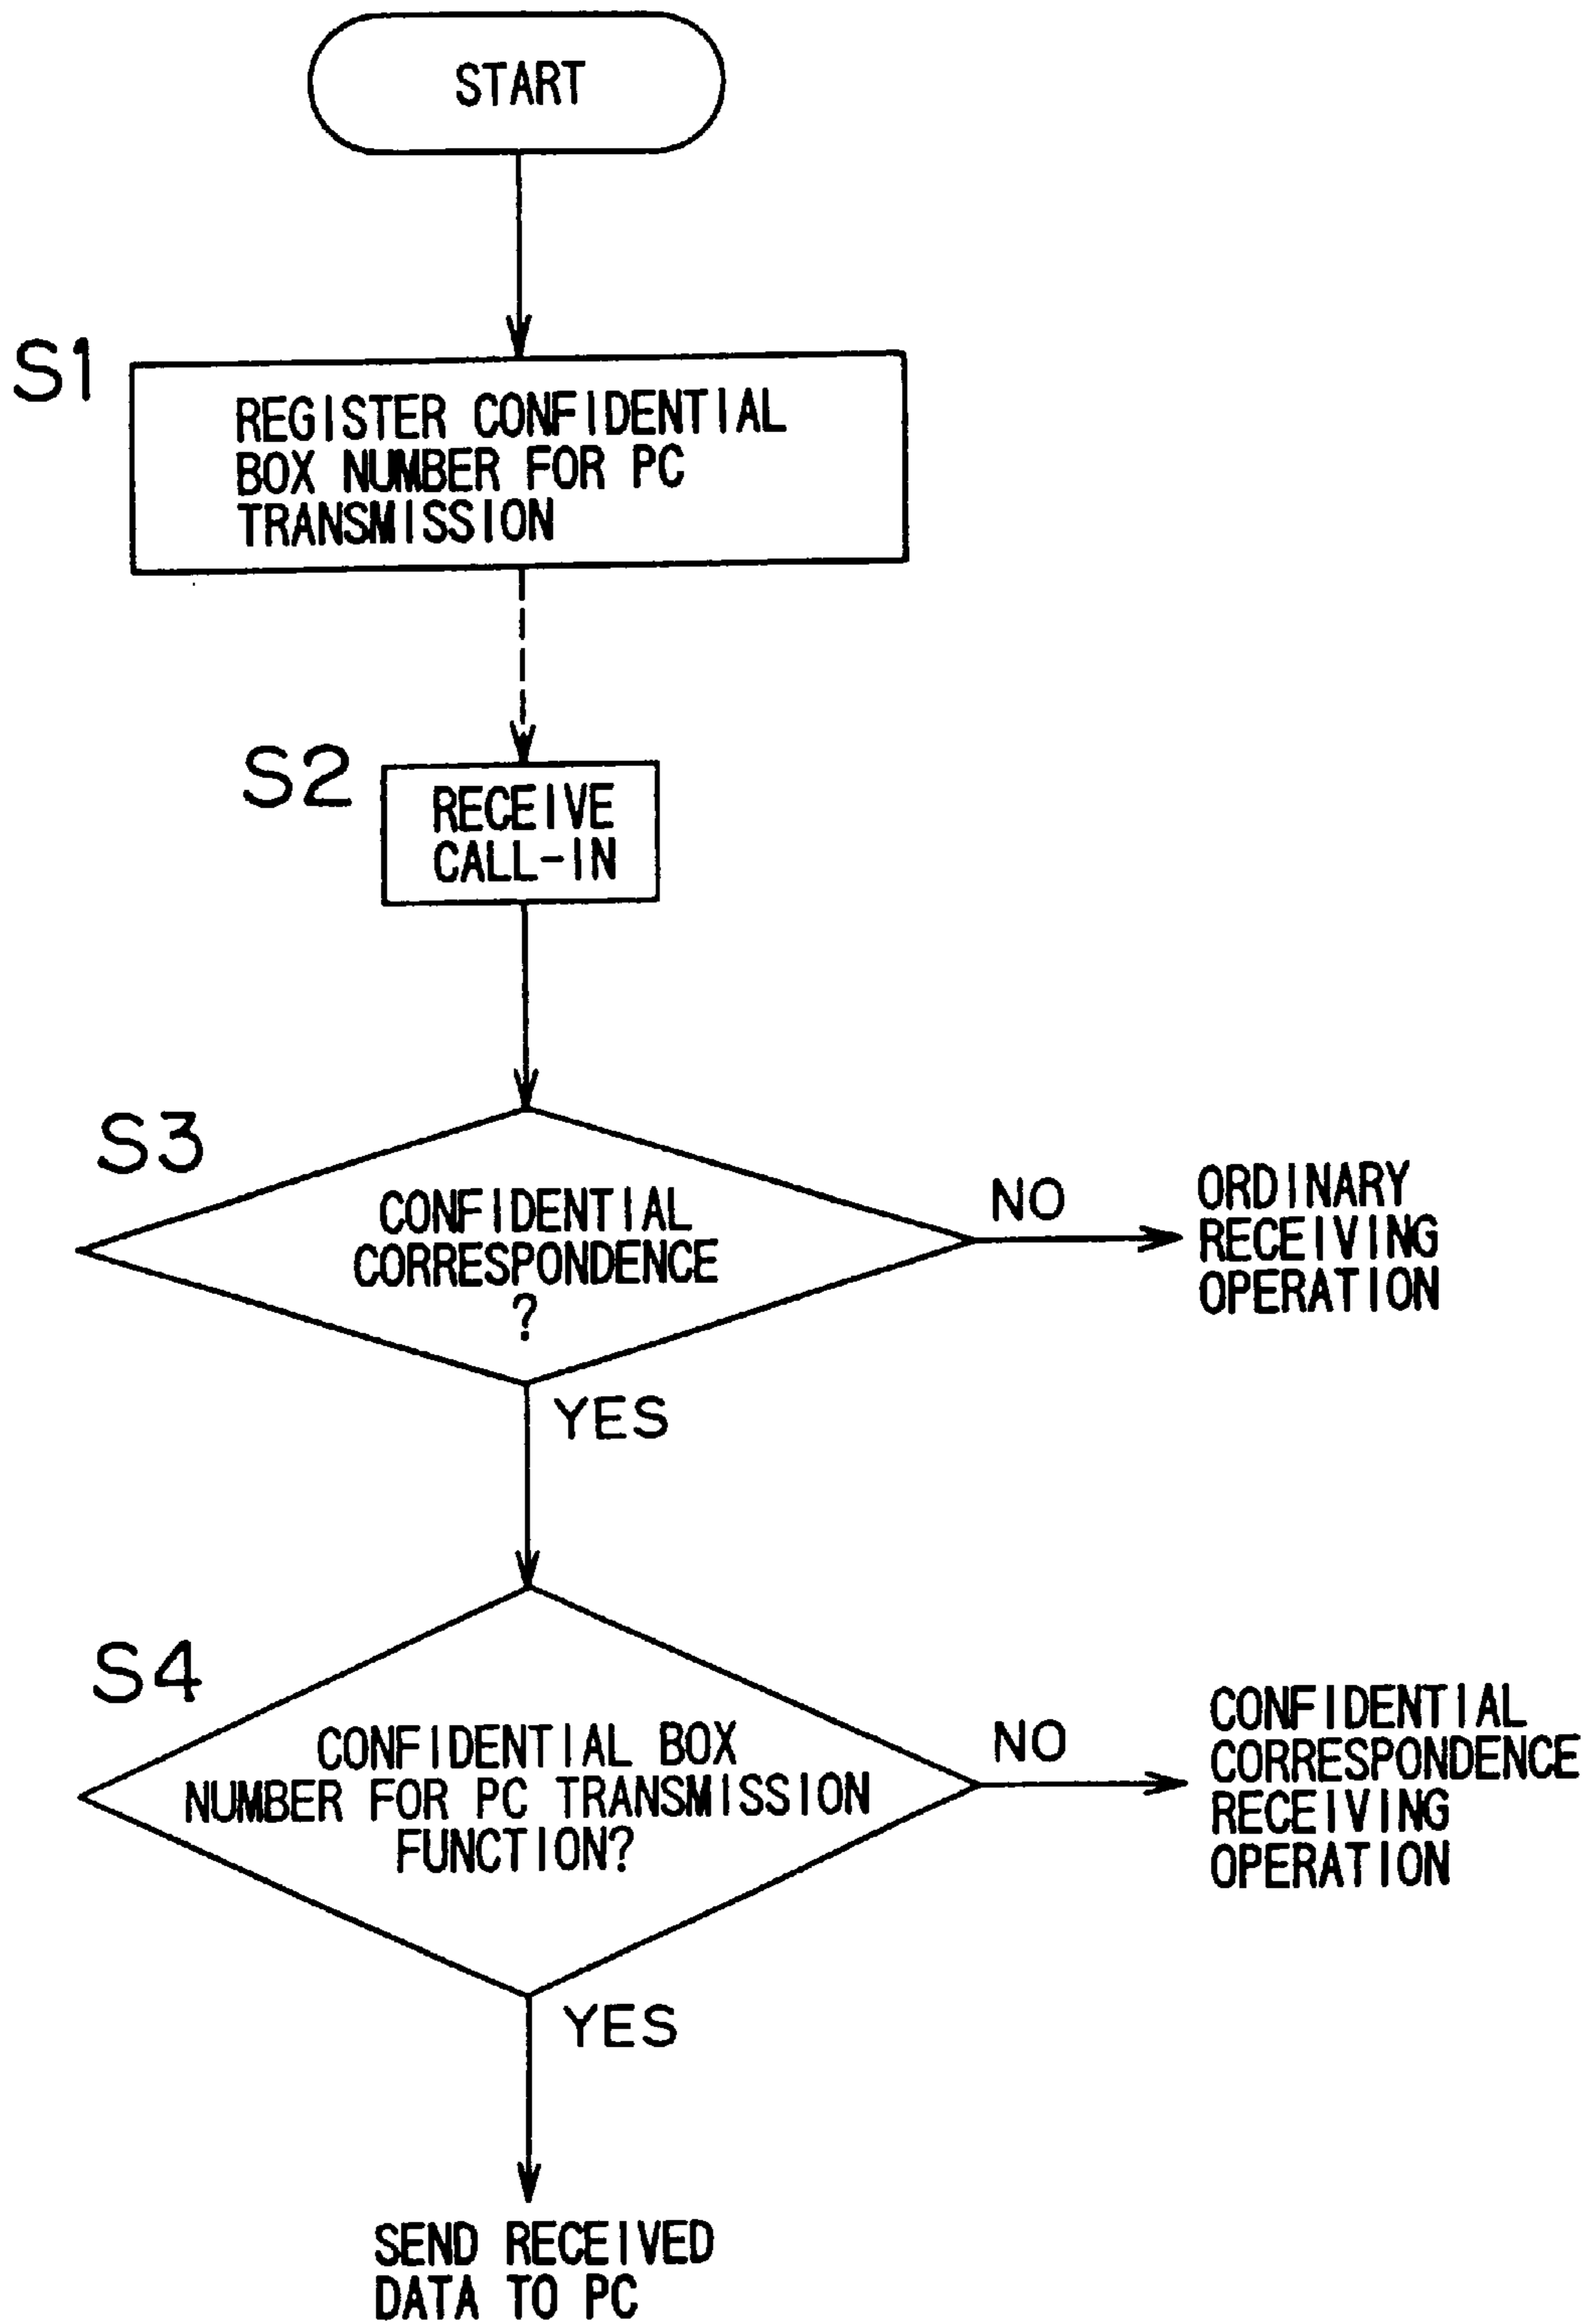 START
S1
REGISTER CONFIDENTIAL
BOX NUMBER FOR PC
TRANSMISSION
S2
RECEIVE
CALL-IN
S3
CONFIDENTIAL
CORRESPONDENCE
?
NO
ORDINARY
RECEIVING
OPERATION
YES
S4
CONFIDENTIAL BOX
NUMBER FOR PC TRANSMISSION
FUNCTION?
NO
CONFIDENTIAL
CORRESPONDENCE
RECEIVING
OPERATION
YES
SEND RECEIVED
DATA TO PC